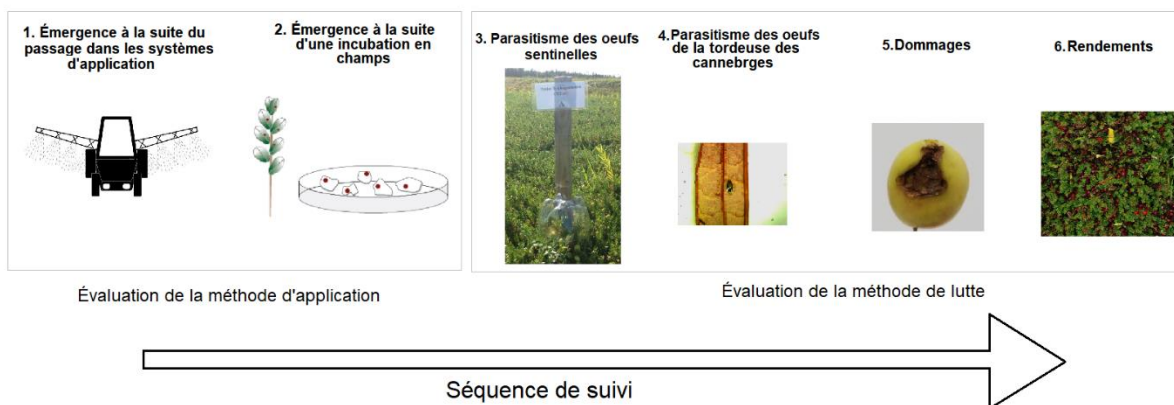 1. Émergence à la suite du
passage dans les systèmes
d'application
2. Émergence à la suite
d'une incubation en
champs
3. Parasitisme des oeufs
sentinelles
4. Parasitisme des oeufs
de la tordeuse des
cannebrges
5.Dommages
6.Rendements
Évaluation de la méthode d'application
Évaluation de la méthode de lutte
Séquence de suivi